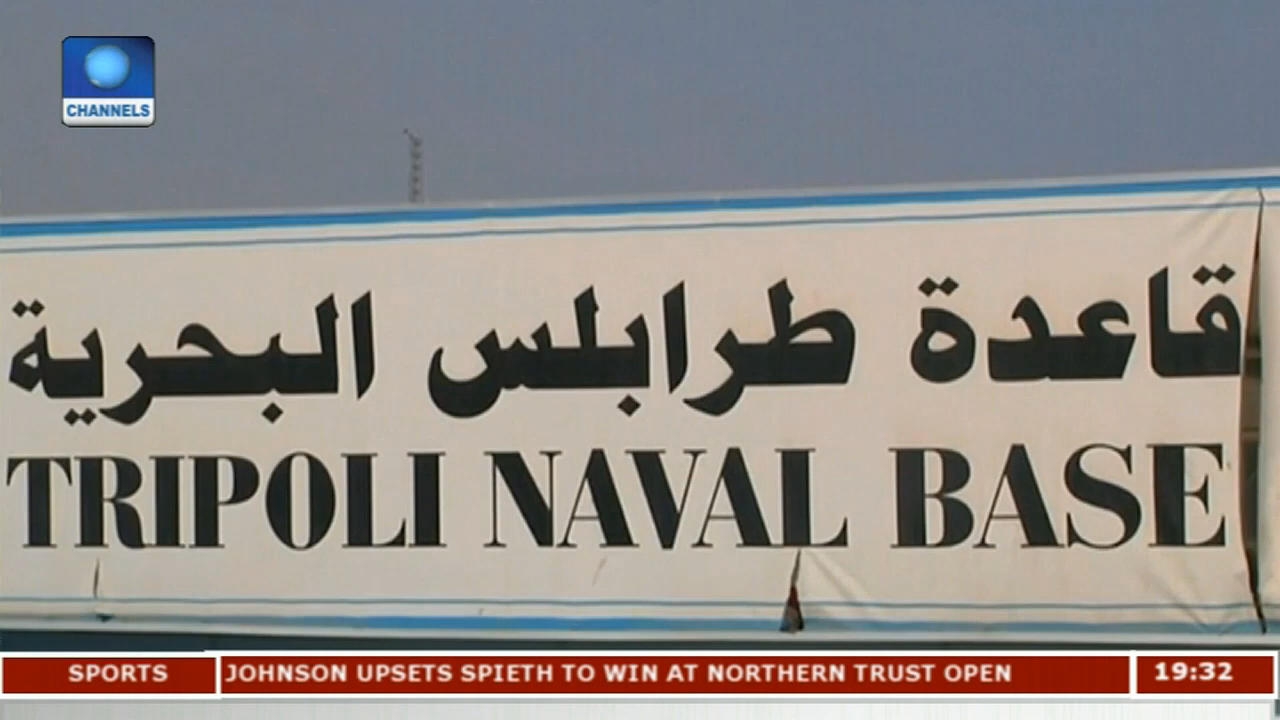 CHANNELS
قاعدة طرابلس البحرية
TRIPOLI NAVAL BASE
SPORTS
JOHNSON UPSETS SPIETH TO WIN AT NORTHERN TRUST OPEN
19:32